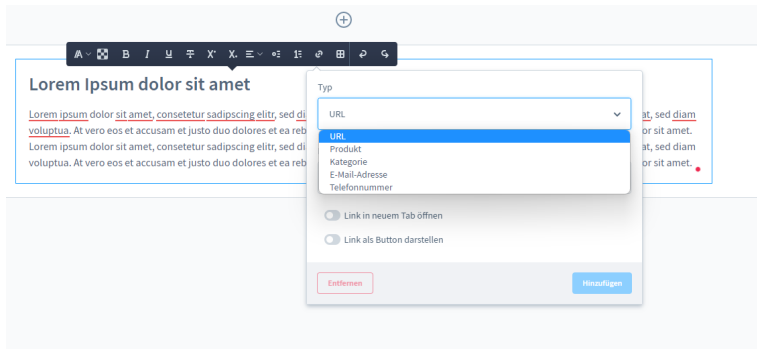 A B I U T X' X, 1
Lorem Ipsum dolor sit amet
Lorem ipsum dolor sit amet, consetetur sadipscing elitr, sed di
at, sed diam
voluptua. At vero eos et accusam et justo duo dolores et ea reb
or sit amet.
Lorem ipsum dolor sit amet, consetetur sadipscing elitr, sed di
at, sed diam
voluptua. At vero eos et accusam et justo duo dolores et ea reb
or sit amet.
Typ
URL
URL
Produkt
Kategorie
E-Mail-Adresse
Telefonnummer
Link in neuem Tab öffnen
Link als Button darstellen
Entfernen
Hinzufügen